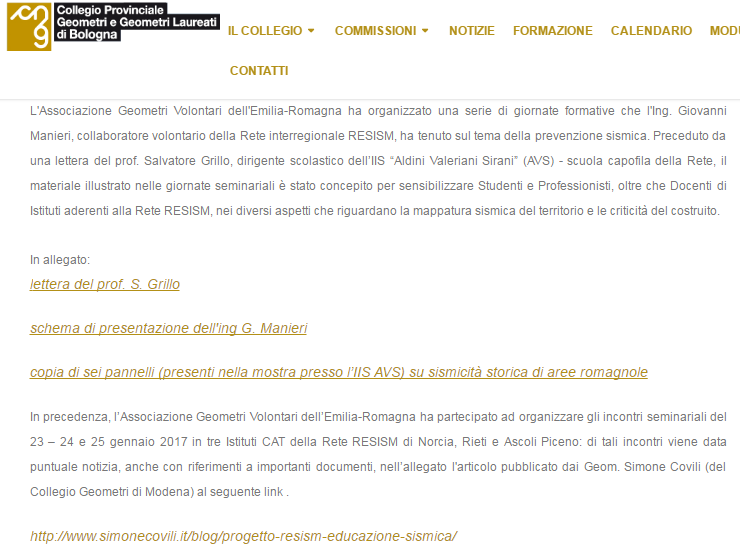 Collegio Provinciale
Geometri e Geometri Laureati
di Bologna
IL COLLEGIO COMMISSIONI NOTIZIE FORMAZIONE CALENDARIO MODU
CONTATTI
L'Associazione Geometri Volontari dell'Emilia-Romagna ha organizzato una serie di giornate formative che l'Ing. Giovanni
Manieri, collaboratore volontario della Rete interregionale RESISM, ha tenuto sul tema della prevenzione sismica. Preceduto da
una lettera del prof. Salvatore Grillo, dirigente scolastico dell'IIS “Aldini Valeriani Sirani” (AVS) - scuola capofila della Rete, il
materiale illustrato nelle giornate seminariali è stato concepito per sensibilizzare Studenti e Professionisti, oltre che Docenti di
Istituti aderenti alla Rete RESISM, nei diversi aspetti che riguardano la mappatura sismica del territorio e le criticità del costruito.
In allegato:
lettera del prof. S. Grillo
schema di presentazione dell'ing G. Manieri
copia di sei pannelli (presenti nella mostra presso l'IIS AVS) su sismicità storica di aree romagnole
In precedenza, l'Associazione Geometri Volontari dell'Emilia-Romagna ha partecipato ad organizzare gli incontri seminariali del
23 – 24 e 25 gennaio 2017 in tre Istituti CAT della Rete RESISM di Norcia, Rieti e Ascoli Piceno: di tali incontri viene data
puntuale notizia, anche con riferimenti a importanti documenti, nell'allegato l'articolo pubblicato dai Geom. Simone Covili (del
Collegio Geometri di Modena) al seguente link .
http://www.simonecovili.it/blog/progetto-resism-educazione-sismica/